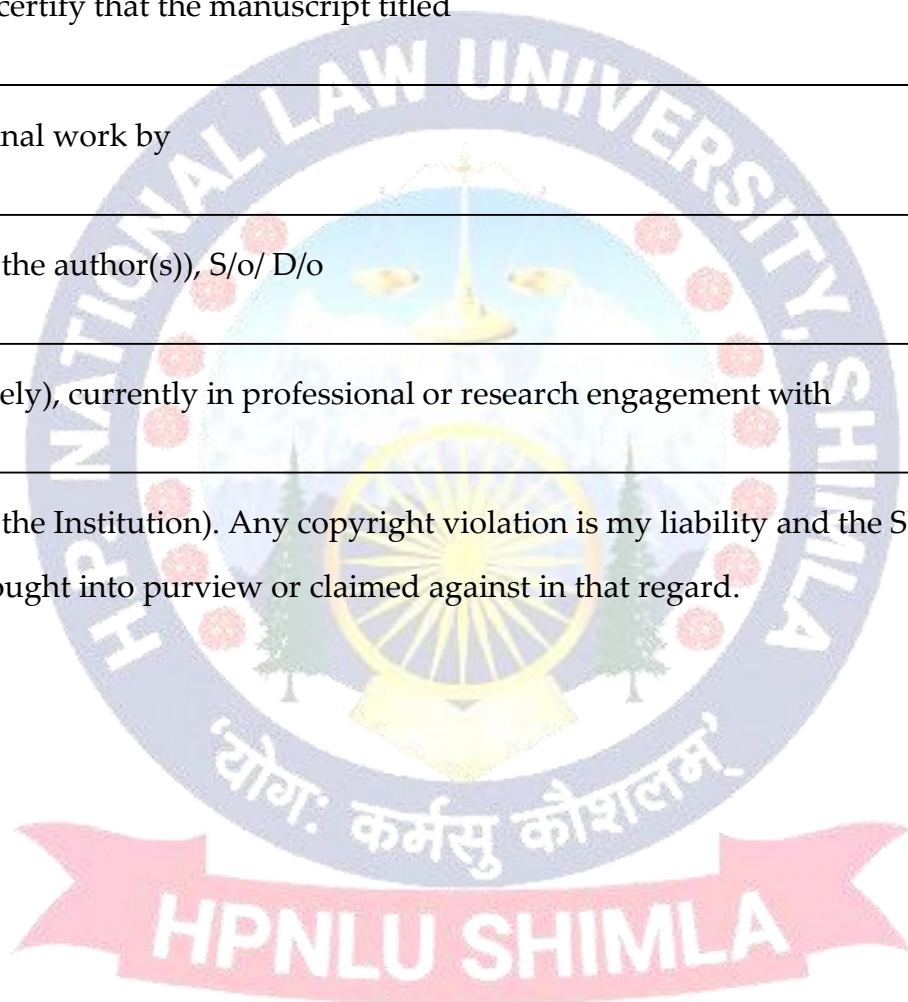 certify that the manuscript titled
nal work by
the author(s)), S/o/ D/o
ely), currently in professional or research engagement with
the Institution). Any copyright violation is my liability and the S
ought into purview or claimed against in that regard.
HP NATIONAL LAW UNIVERSITY, SHIMLA
‘योगः कर्मसु कौशलम्’
HPNLU SHIMLA